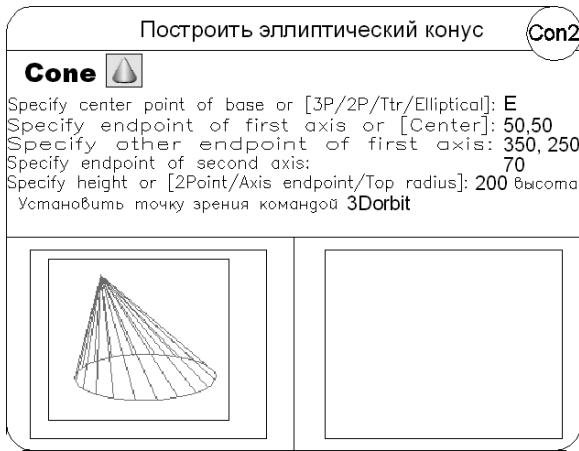 Построить эллиптический конус
Con2
Cone
Specify center point of base or [3P/2P/Ttr/Elliptical]: E
Specify endpoint of first axis or [Center]: 50,50
Specify other endpoint of first axis: 350, 250
Specify endpoint of second axis: 70
Specify height or [2Point/Axis endpoint/Top radius]: 200 высота
Установить точку зрения командой 3Dorbit